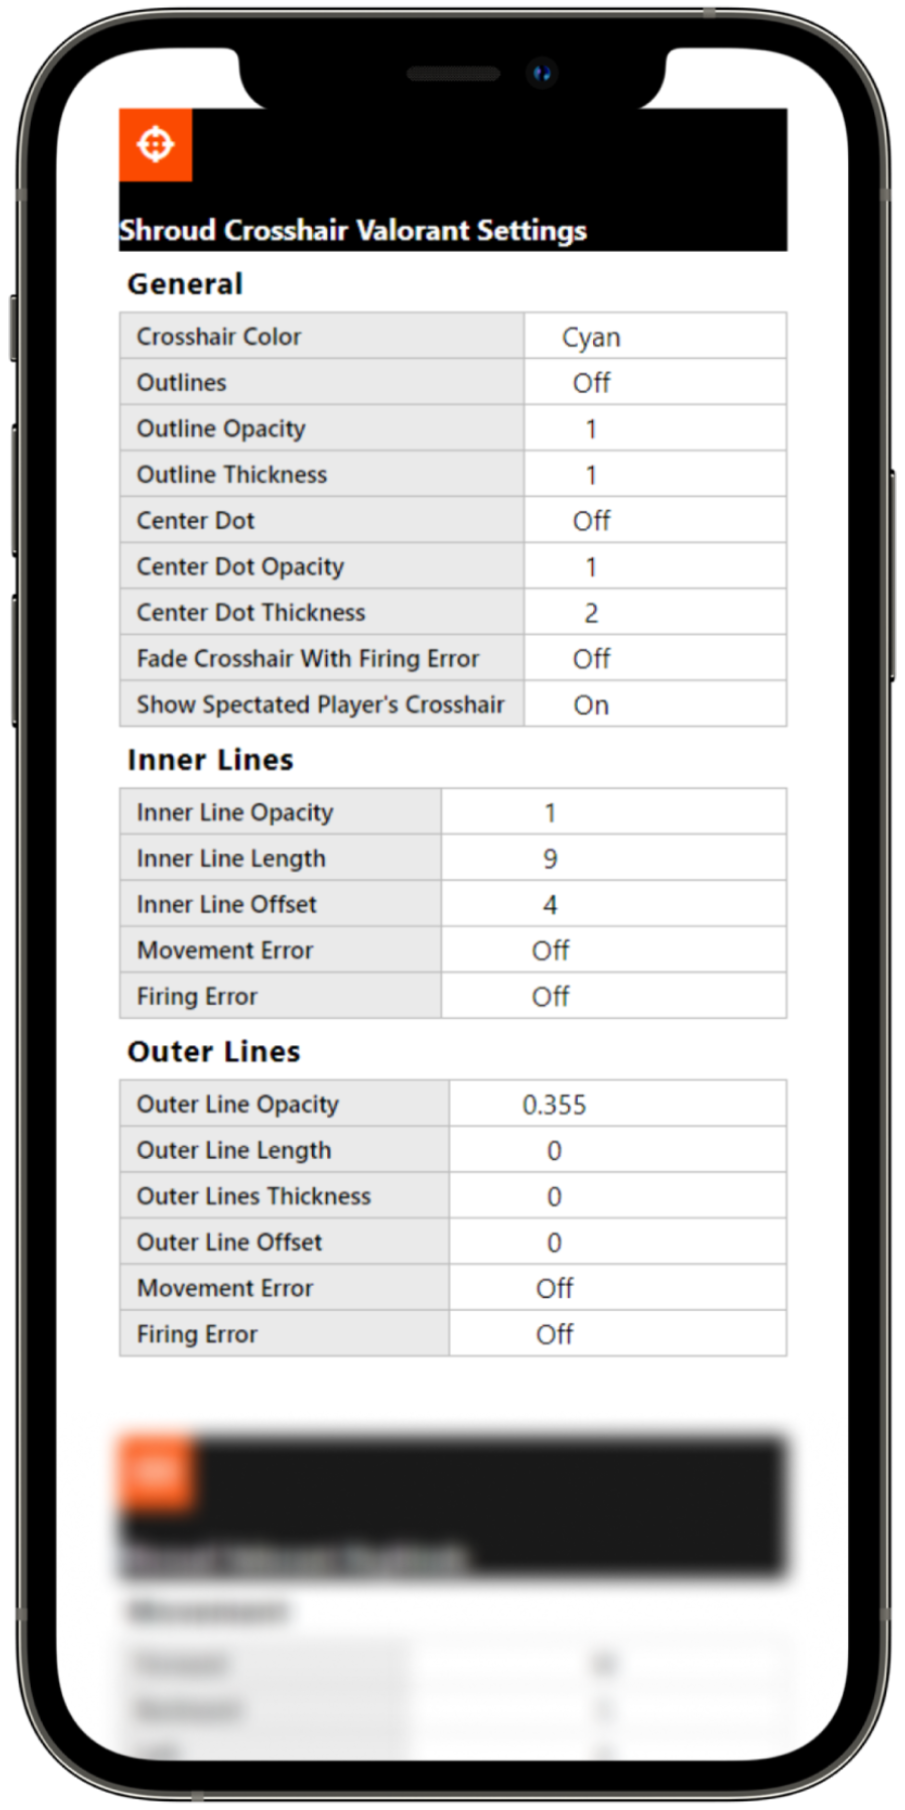 Shroud Crosshair Valorant Settings
General
Crosshair Color Cyan
Outlines Off
Outline Opacity 1
Outline Thickness 1
Center Dot Off
Center Dot Opacity 1
Center Dot Thickness 2
Fade Crosshair With Firing Error Off
Show Spectated Player's Crosshair On
Inner Lines
Inner Line Opacity 1
Inner Line Length 9
Inner Line Offset 4
Movement Error Off
Firing Error Off
Outer Lines
Outer Line Opacity 0.355
Outer Line Length 0
Outer Lines Thickness 0
Outer Line Offset 0
Movement Error Off
Firing Error Off